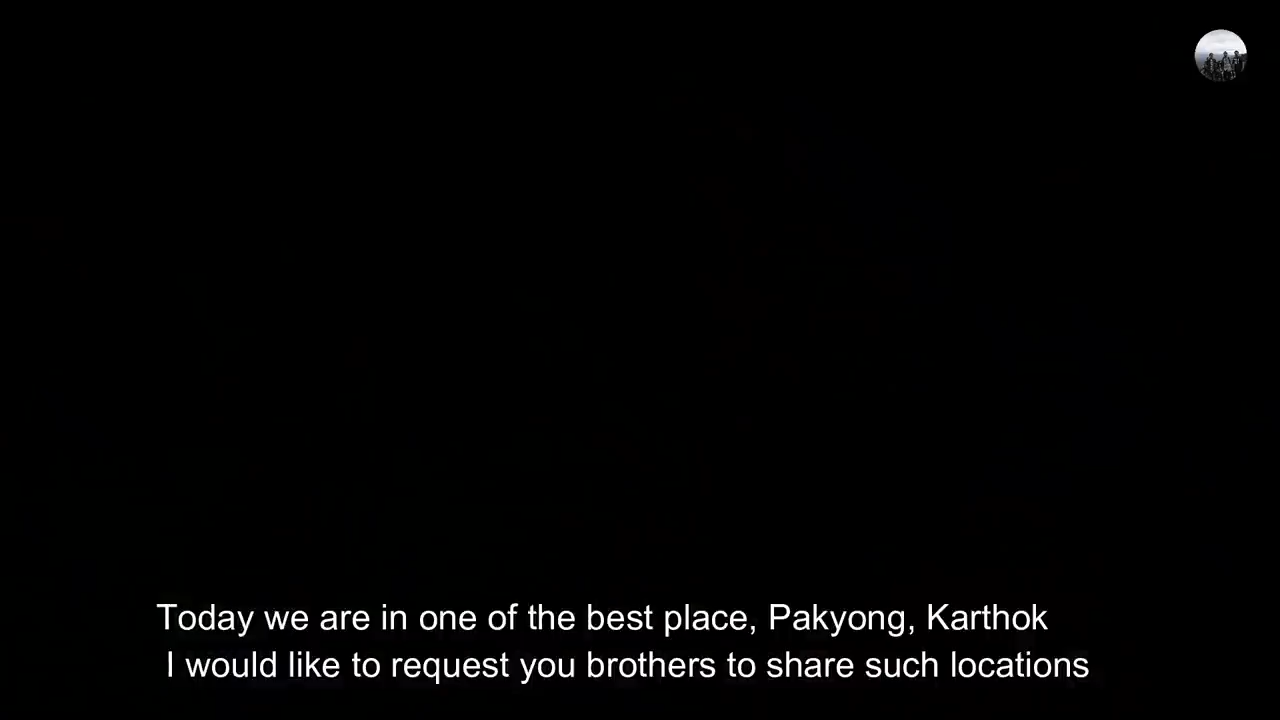 Today we are in one of the best place, Pakyong, Karthok
I would like to request you brothers to share such locations